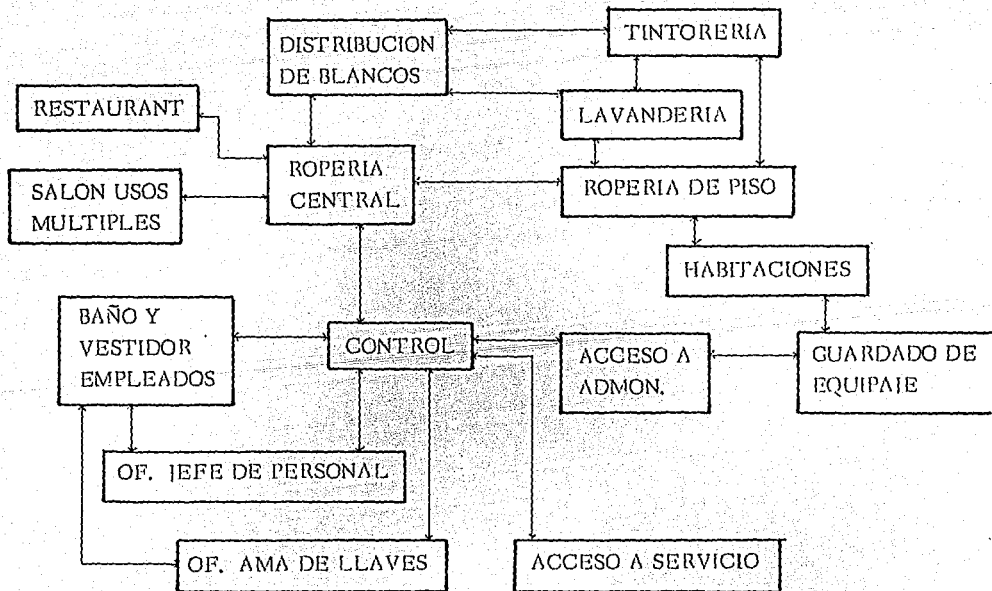 DISTRIBUCION
DE BLANCOS
TINTORERIA
RESTAURANT
LAVANDERIA
SALON USOS
MULTIPLES
ROPERIA
CENTRAL
ROPERIA DE PISO
HABITACIONES
BAÑO Y
VESTIDOR
EMPLEADOS
CONTROL
ACCESO A
ADMON.
GUARDADO DE
EQUIPAJE
OF. JEFE DE PERSONAL
OF. AMA DE LLAVES
ACCESO A SERVICIO